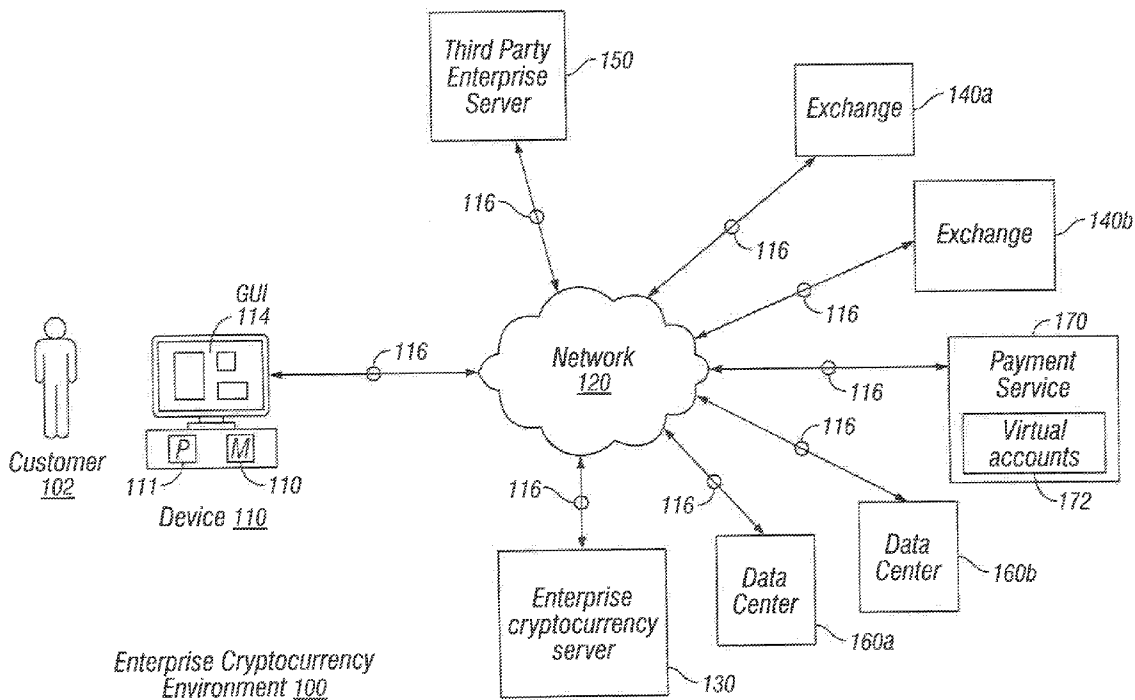 Third Party
Enterprise
Server
150
Exchange
140a
116
116
Exchange
140b
116
GUI
114
116
Network
120
170
Payment
Service
Virtual
accounts
172
116
116
P
M
111
110
Customer
102
Device 110
116
116
Enterprise
cryptocurrency
server
130
Data
Center
160a
Data
Center
160b
Enterprise Cryptocurrency
Environment 100